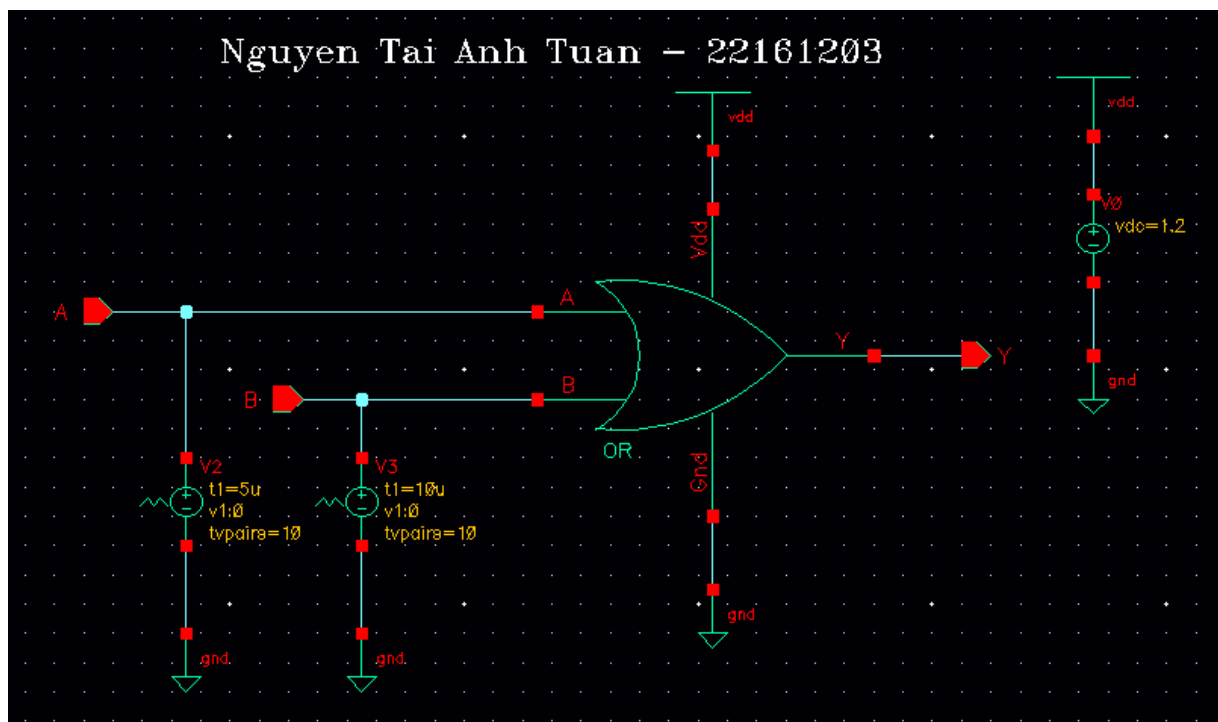 Nguyen Tai Anh Tuan - 22161203
vdd
vdd
V0
vdc=1.2
Vdd
A
A
Y
Y
B
B
gnd
OR
Gnd
V2
t1=5u
v1:0
tvpairs=10
V3
t1=10u
v1:0
tvpairs=10
gnd
gnd
gnd